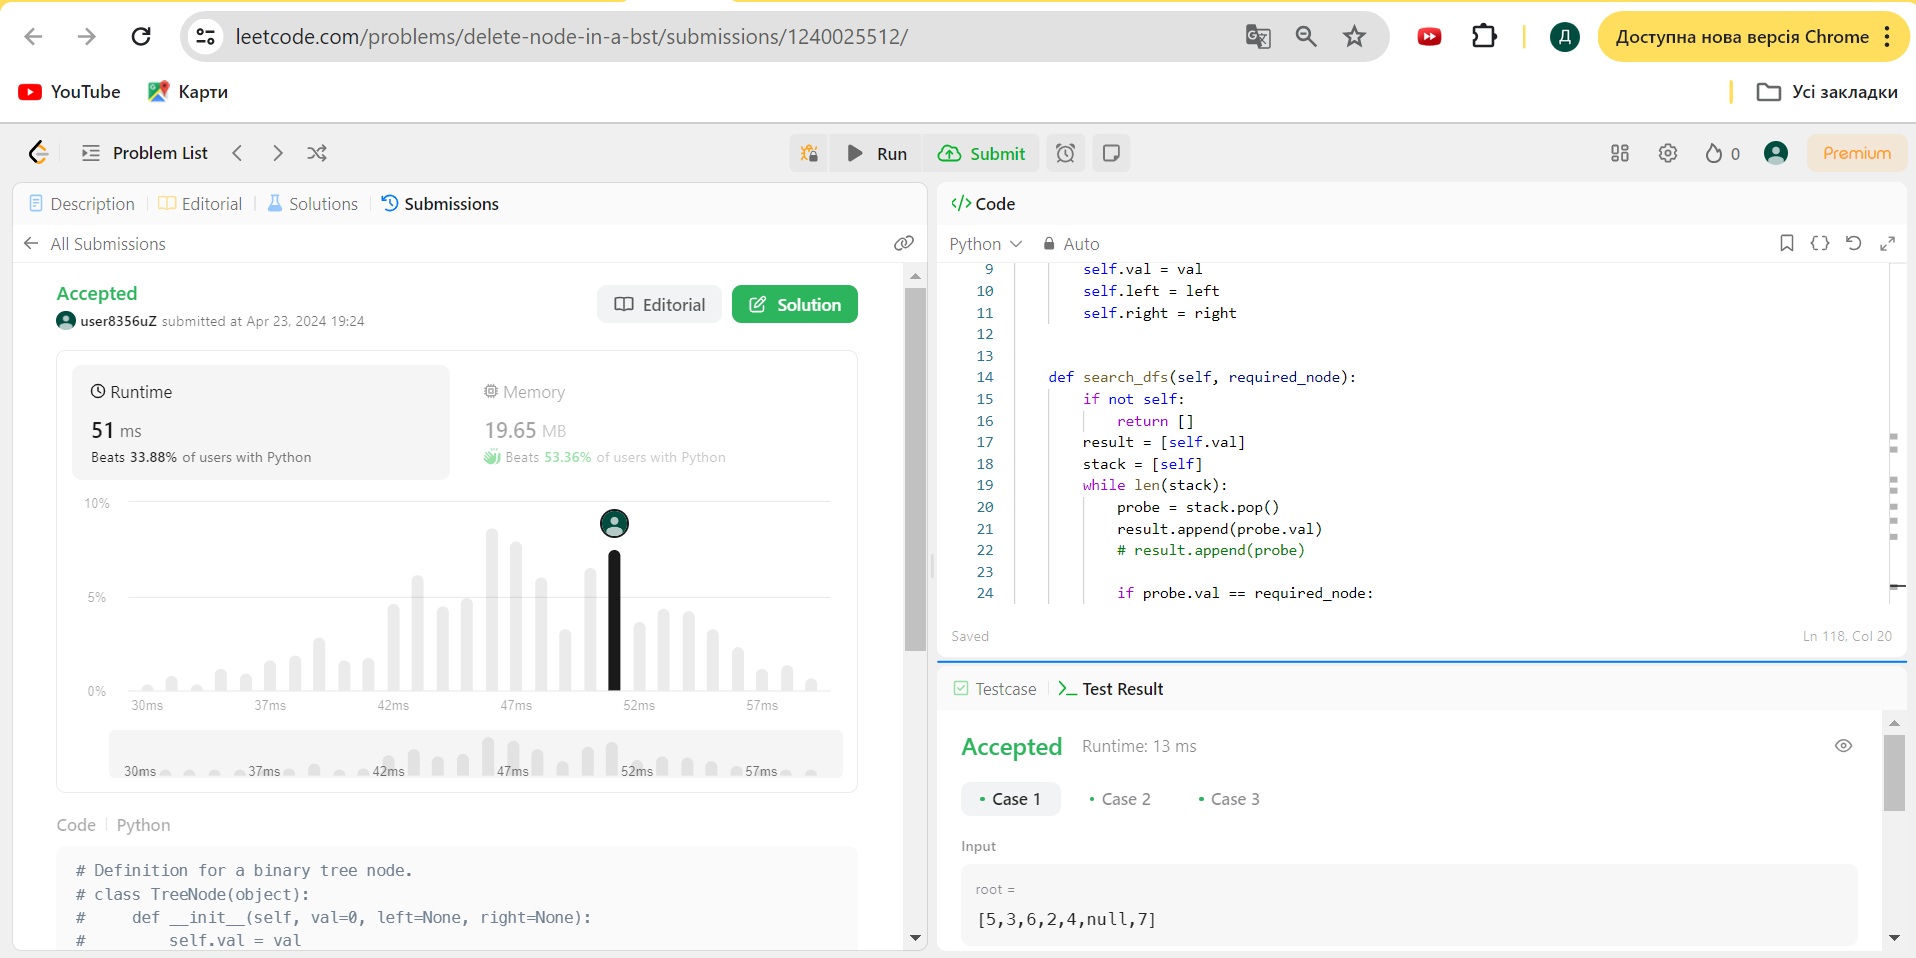 leetcode.com/problems/delete-node-in-a-bst/submissions/1240025512/
Д
Доступна нова версія Chrome
YouTube
Карти
Усі закладки
Problem List
Run
Submit
0
Premium
Description
Editorial
Solutions
Submissions
All Submissions
Accepted
user8356uZ submitted at Apr 23, 2024 19:24
Editorial
Solution
Runtime
51 ms
Beats 33.88% of users with Python
Memory
19.65 MB
Beats 53.36% of users with Python
10%
5%
0%
30ms 37ms 42ms 47ms 52ms 57ms
30ms 37ms 42ms 47ms 52ms 57ms
Code Python
# Definition for a binary tree node.
# class TreeNode(object):
#     def __init__(self, val=0, left=None, right=None):
#         self.val = val
</> Code
Python
Auto
9 self.val = val
10 self.left = left
11 self.right = right
12
13
14 def search_dfs(self, required_node):
15 if not self:
16 return []
17 result = [self.val]
18 stack = [self]
19 while len(stack):
20 probe = stack.pop()
21 result.append(probe.val)
22 # result.append(probe)
23
24 if probe.val == required_node:
Saved
Ln 118, Col 20
Testcase
Test Result
Accepted
Runtime: 13 ms
Case 1
Case 2
Case 3
Input
root =
[5,3,6,2,4,null,7]